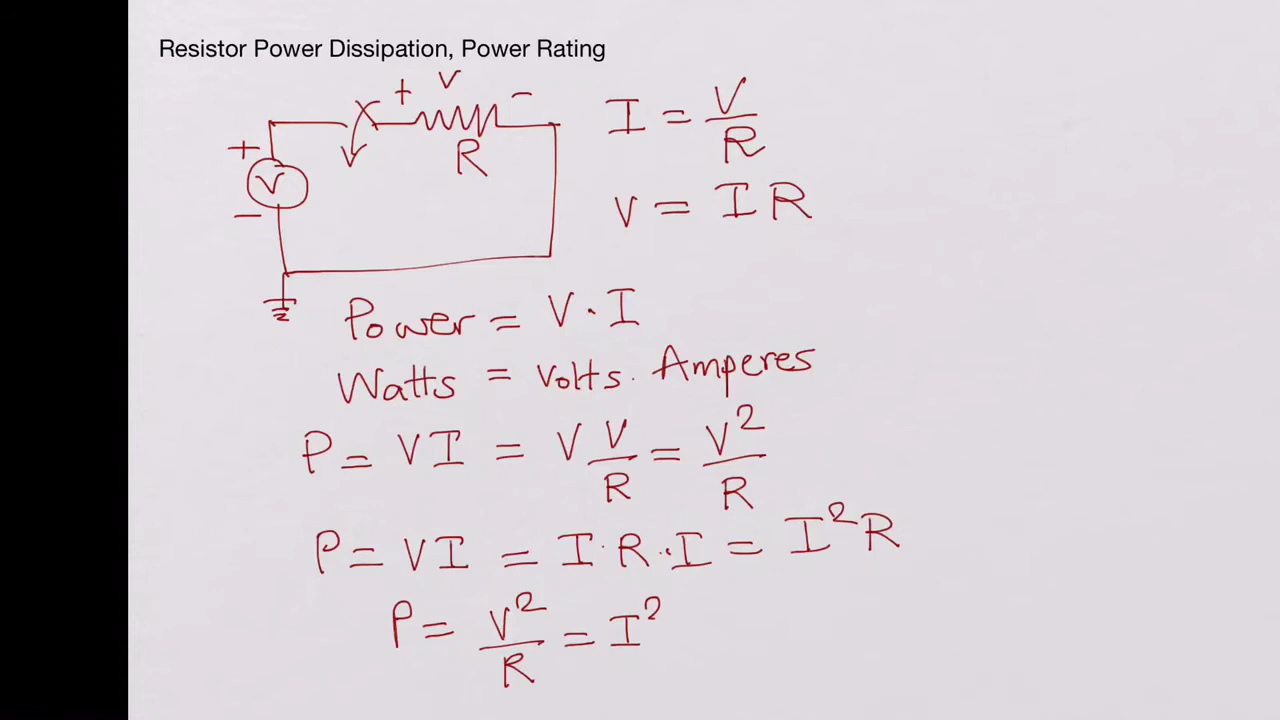 Resistor Power Dissipation, Power Rating
+ V -
R
+
V
-
I = V/R
V = IR
Power = V · I
Watts = Volts. Amperes
P = VI = V V/R = V²/R
P = VI = I·R·I = I²R
P = V²/R = I²